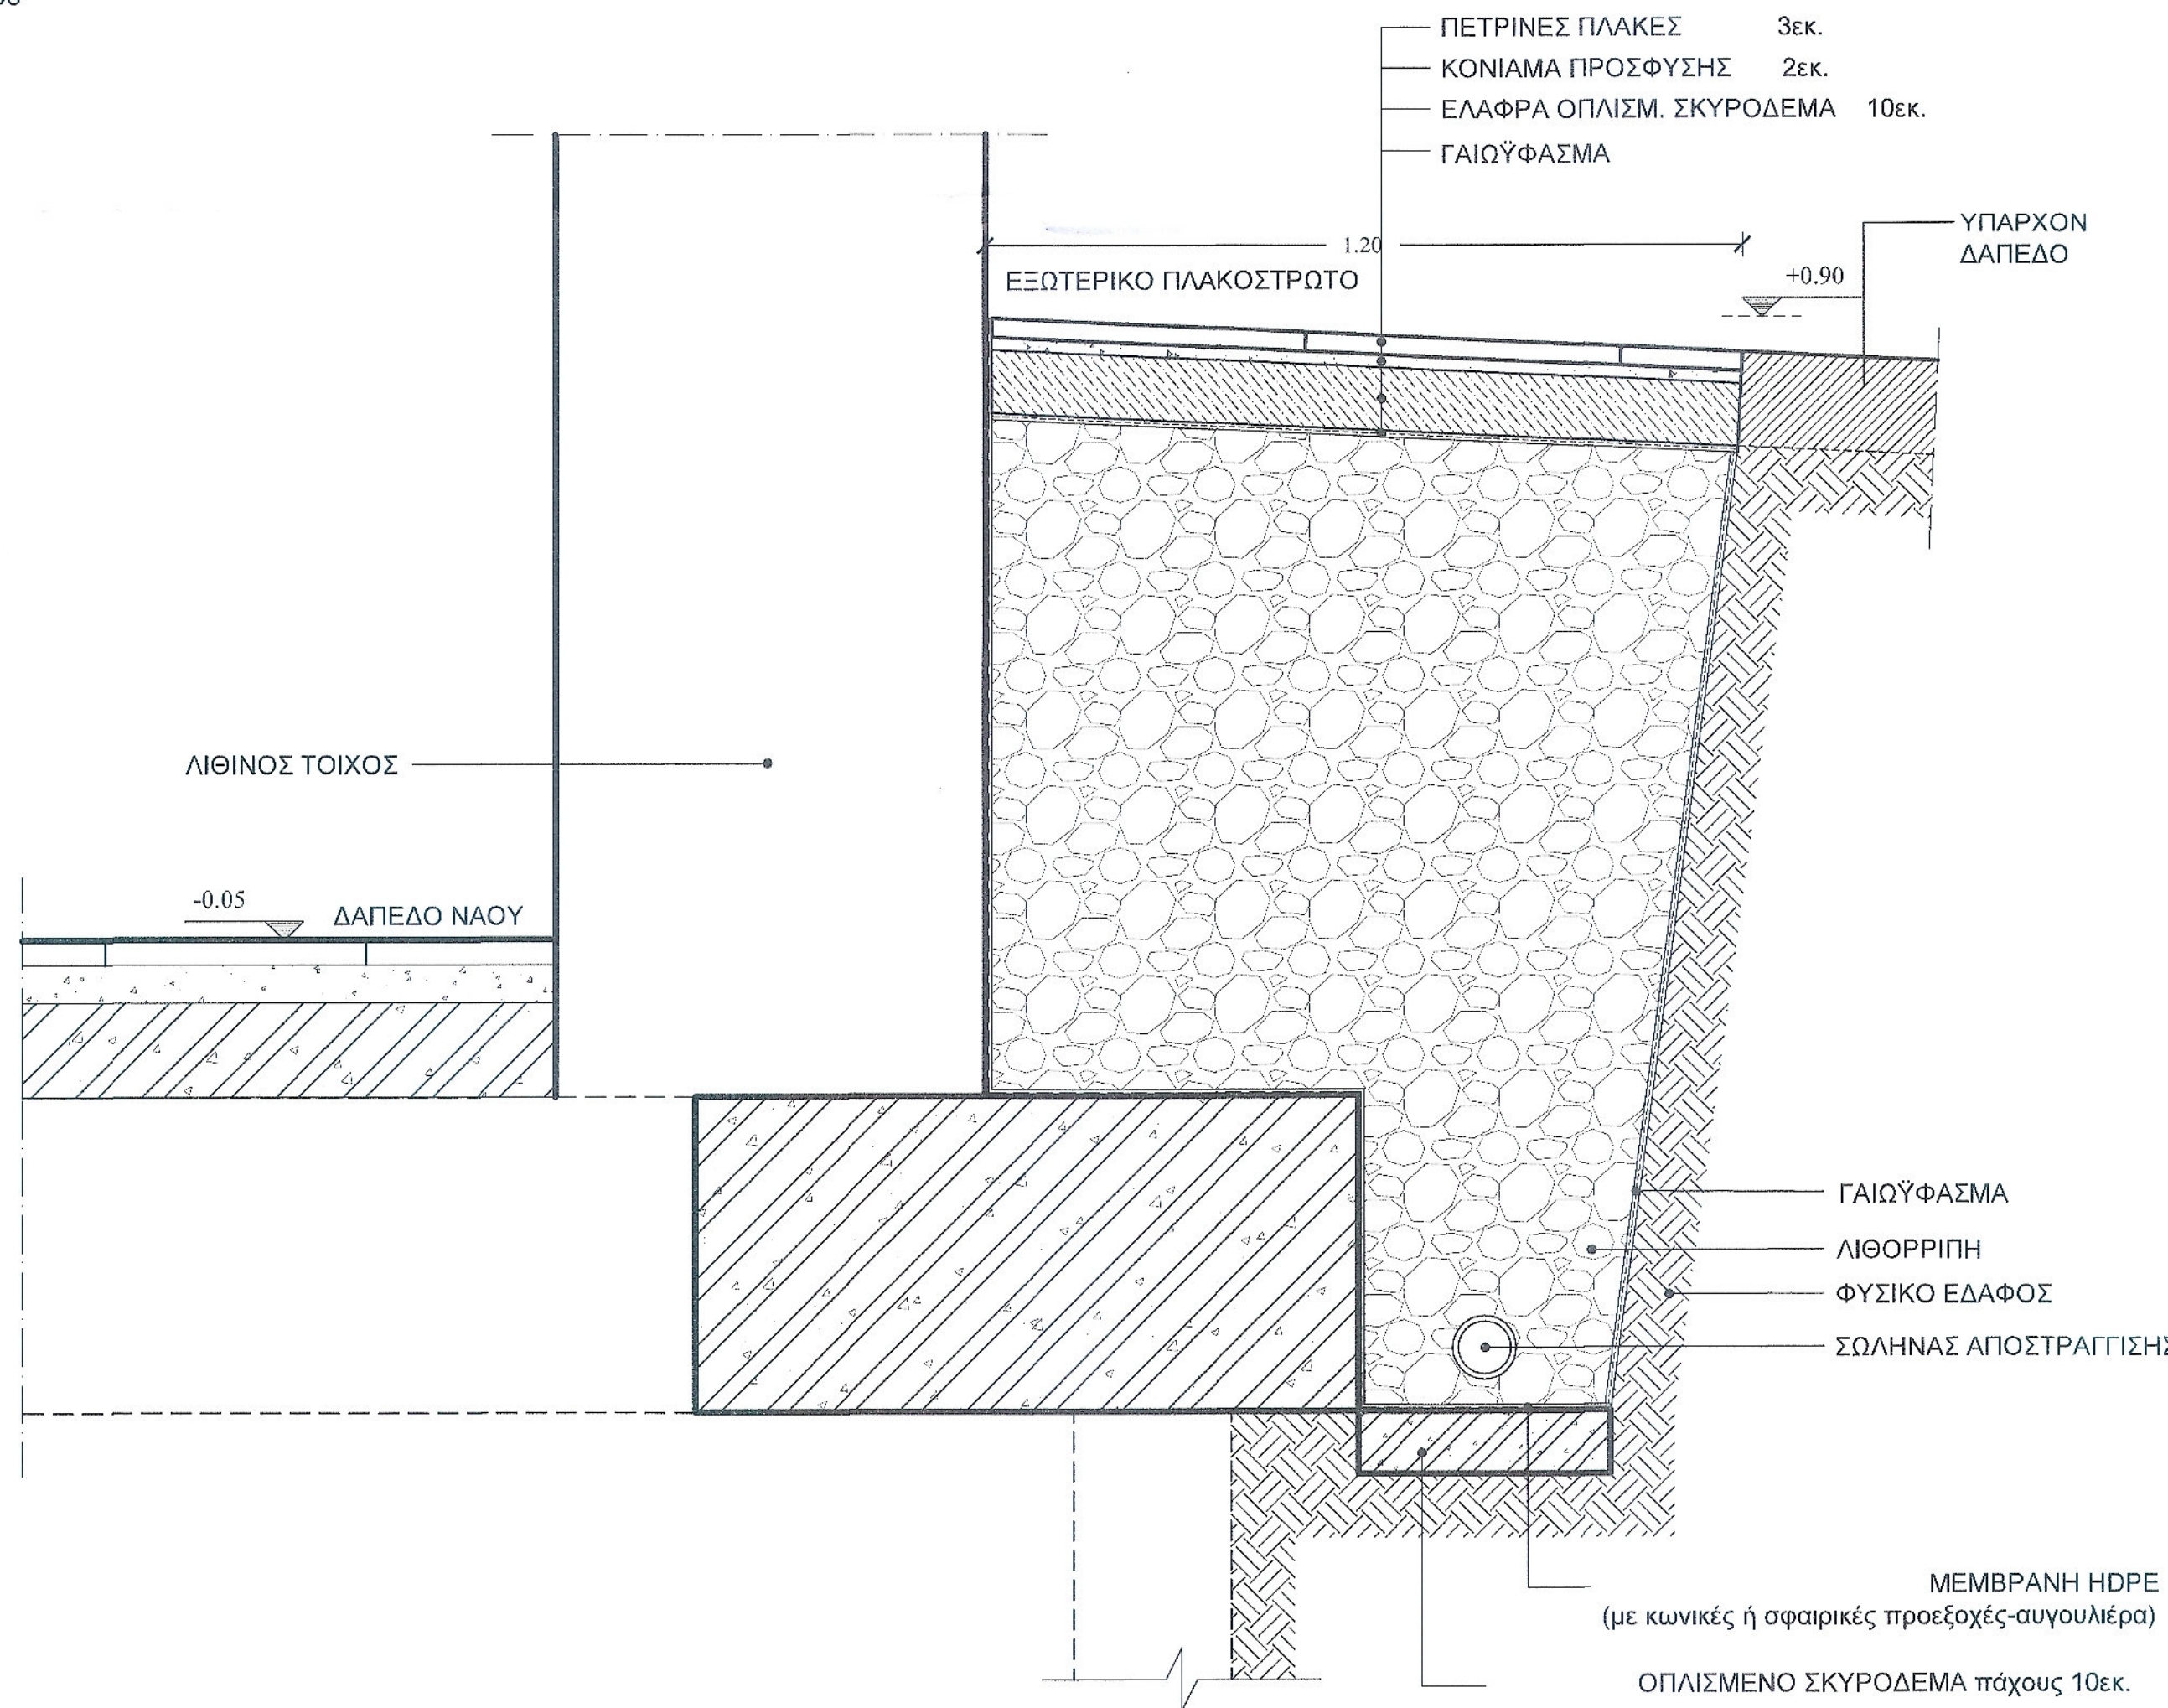 ΠΕΤΡΙΝΕΣ ΠΛΑΚΕΣ 3εκ.
ΚΟΝΙΑΜΑ ΠΡΟΣΦΥΣΗΣ 2εκ.
ΕΛΑΦΡΑ ΟΠΛΙΣΜ. ΣΚΥΡΟΔΕΜΑ 10εκ.
ΓΑΙΩΫΦΑΣΜΑ
ΥΠΑΡΧΟΝ
ΔΑΠΕΔΟ
1.20
+0.90
ΕΞΩΤΕΡΙΚΟ ΠΛΑΚΟΣΤΡΩΤΟ
ΛΙΘΙΝΟΣ ΤΟΙΧΟΣ
-0.05
ΔΑΠΕΔΟ ΝΑΟΥ
ΓΑΙΩΫΦΑΣΜΑ
ΛΙΘΟΡΡΙΠΗ
ΦΥΣΙΚΟ ΕΔΑΦΟΣ
ΣΩΛΗΝΑΣ ΑΠΟΣΤΡΑΓΓΙΣΗΣ
ΜΕΜΒΡΑΝΗ HDPE
(με κωνικές ή σφαιρικές προεξοχές-αυγουλιέρα)
ΟΠΛΙΣΜΕΝΟ ΣΚΥΡΟΔΕΜΑ πάχους 10εκ.